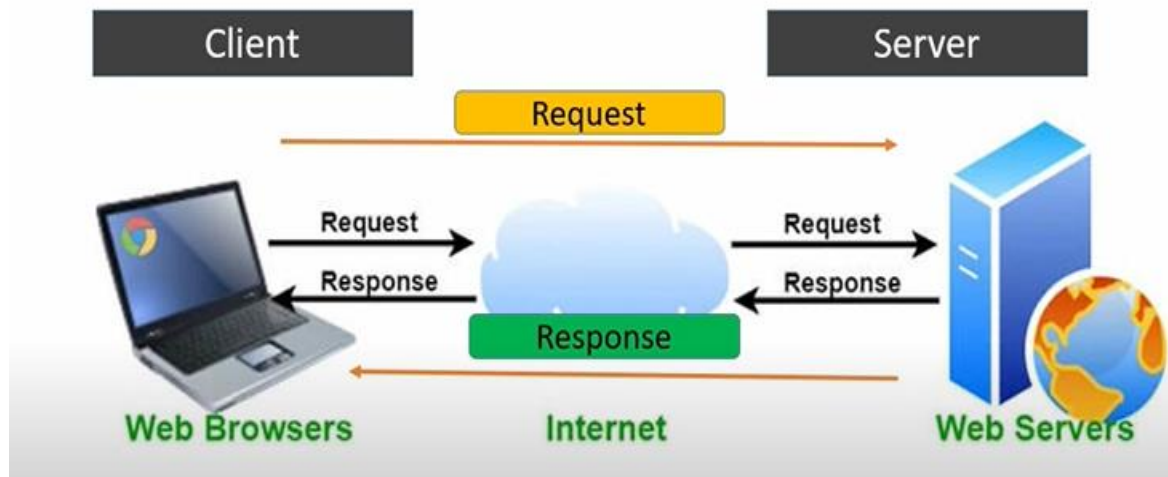 Client
Server
Request
Request
Request
Response
Response
Response
Web Browsers
Internet
Web Servers